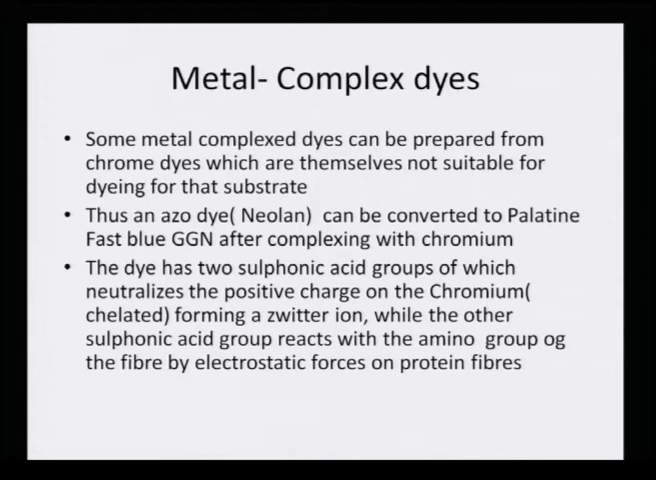 Metal- Complex dyes
• Some metal complexed dyes can be prepared from
chrome dyes which are themselves not suitable for
dyeing for that substrate
• Thus an azo dye( Neolan) can be converted to Palatine
Fast blue GGN after complexing with chromium
• The dye has two sulphonic acid groups of which
neutralizes the positive charge on the Chromium(
chelated) forming a zwitter ion, while the other
sulphonic acid group reacts with the amino group og
the fibre by electrostatic forces on protein fibres